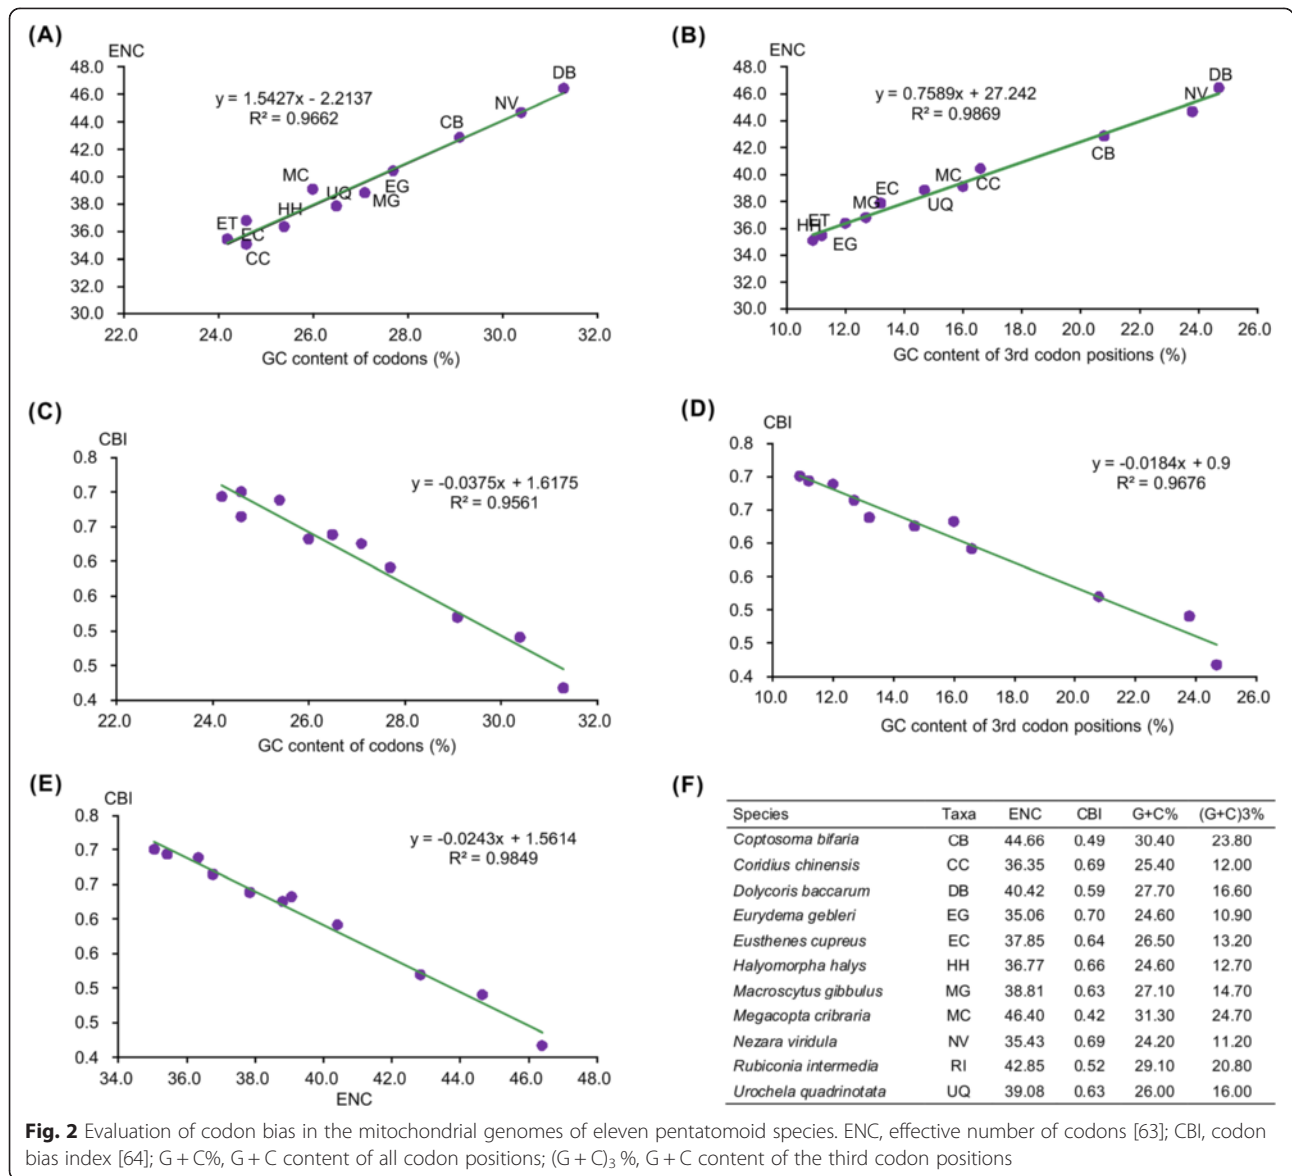 (A)
ENC
48.0
46.0
44.0
42.0
40.0
38.0
36.0
34.0
32.0
30.0
22.0 24.0 26.0 28.0 30.0 32.0
GC content of codons (%)
y = 1.5427x - 2.2137
R² = 0.9662
DB
NV
CB
MC
UQ
EG
MG
HH
ET
EC
CC
(B)
ENC
48.0
46.0
44.0
42.0
40.0
38.0
36.0
34.0
32.0
30.0
10.0 12.0 14.0 16.0 18.0 20.0 22.0 24.0 26.0
GC content of 3rd codon positions (%)
y = 0.7589x + 27.242
R² = 0.9869
DB
NV
CB
MC
CC
EC
UQ
MG
ET
HH
EG
(C)
CBI
0.8
0.7
0.7
0.6
0.6
0.5
0.5
0.4
22.0 24.0 26.0 28.0 30.0 32.0
GC content of codons (%)
y = -0.0375x + 1.6175
R² = 0.9561
(D)
CBI
0.8
0.7
0.7
0.6
0.6
0.5
0.5
0.4
10.0 12.0 14.0 16.0 18.0 20.0 22.0 24.0 26.0
GC content of 3rd codon positions (%)
y = -0.0184x + 0.9
R² = 0.9676
(E)
CBI
0.8
0.7
0.7
0.6
0.6
0.5
0.5
0.4
34.0 36.0 38.0 40.0 42.0 44.0 46.0 48.0
ENC
y = -0.0243x + 1.5614
R² = 0.9849
(F)
Species Taxa ENC CBI G+C% (G+C)3%
Coptosoma bifaria CB 44.66 0.49 30.40 23.80
Coridius chinensis CC 36.35 0.69 25.40 12.00
Dolycoris baccarum DB 40.42 0.59 27.70 16.60
Eurydema gebleri EG 35.06 0.70 24.60 10.90
Eusthenes cupreus EC 37.85 0.64 26.50 13.20
Halyomorpha halys HH 36.77 0.66 24.60 12.70
Macroscytus gibbulus MG 38.81 0.63 27.10 14.70
Megacopta cribraria MC 46.40 0.42 31.30 24.70
Nezara viridula NV 35.43 0.69 24.20 11.20
Rubiconia intermedia RI 42.85 0.52 29.10 20.80
Urochela quadrinotata UQ 39.08 0.63 26.00 16.00
Fig. 2 Evaluation of codon bias in the mitochondrial genomes of eleven pentatomoid species. ENC, effective number of codons [63]; CBI, codon
bias index [64]; G + C%, G + C content of all codon positions; (G + C)₃ %, G + C content of the third codon positions